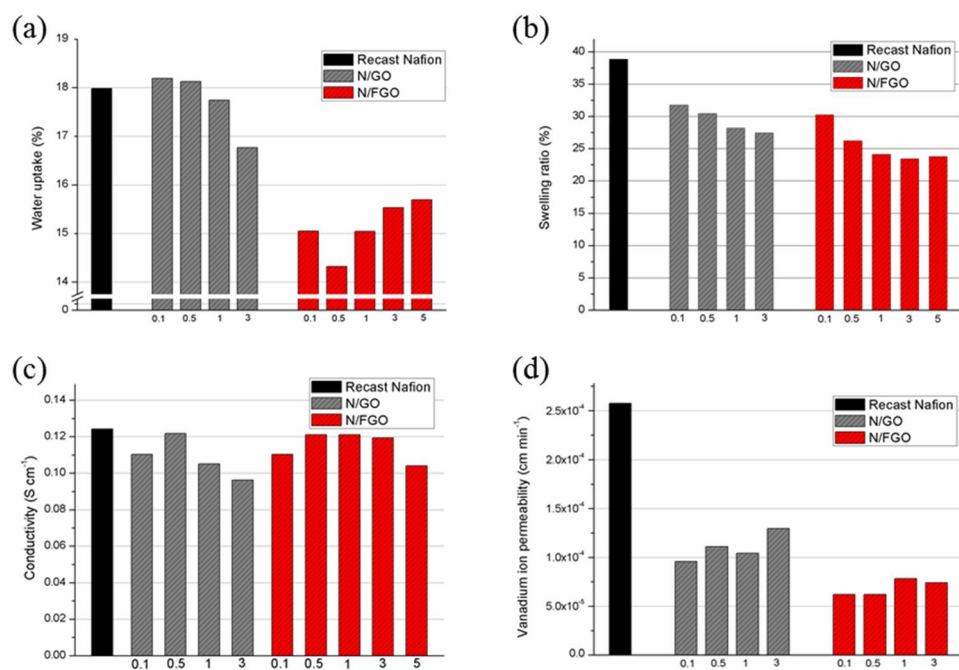 (a)
19
18
17
16
15
14
0
Water uptake (%)
Recast Nafion
N/GO
N/FGO
0.1 0.5 1 3 0.1 0.5 1 3 5
(b)
40
35
30
25
20
15
10
5
0
Swelling ratio (%)
Recast Nafion
N/GO
N/FGO
0.1 0.5 1 3 0.1 0.5 1 3 5
(c)
0.14
0.12
0.10
0.08
0.06
0.04
0.02
0.00
Conductivity (S cm⁻¹)
Recast Nafion
N/GO
N/FGO
0.1 0.5 1 3 0.1 0.5 1 3 5
(d)
2.5x10⁻⁴
2.0x10⁻⁴
1.5x10⁻⁴
1.0x10⁻⁴
5.0x10⁻⁵
0.0
Vanadium ion permeability (cm min⁻¹)
Recast Nafion
N/GO
N/FGO
0.1 0.5 1 3 0.1 0.5 1 3